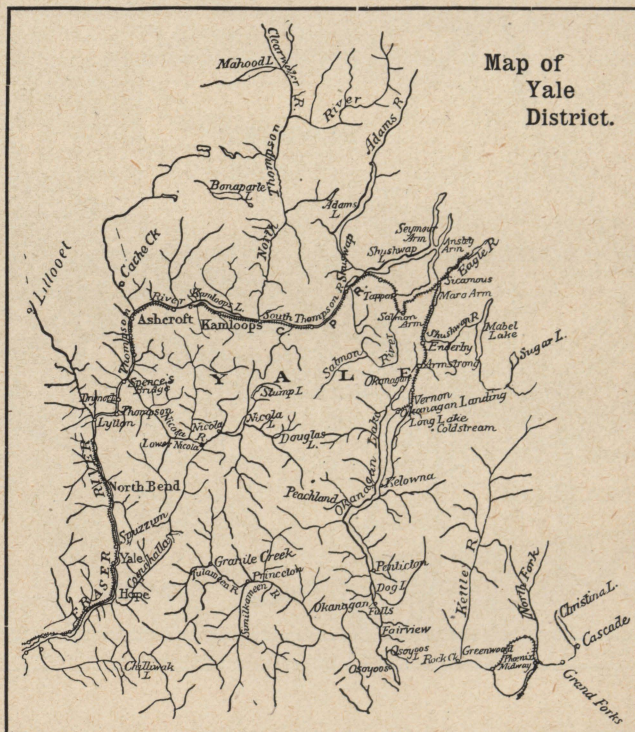 Map of
Yale
District.
Clearwater
R.
Mahood L
River
Adams R
Thompson
North
Bonaparte
Adams
L
Cache Ck
Lillooet
Seymour
Arm
Shuswap
Anstey
Arm
Eagle R
Shuswap
Sicamous
Mara Arm
Tappen
Salmon
Arm
Kamloops L.
River
Ashcroft
Kamloops
South Thompson R
C. P. R.
Thompson
Shuswap R
Mabel
Lake
Enderby
Sugar L.
Salmon
River
Armstrong
Y A L E
Spence's
Bridge
Stump L
Okanagan
Vernon
Okanagan Landing
Long Lake
Coldstream
Drynoch
Thompson
Lytton
Nicola
Nicola
R
Nicola
L
Lower Nicola
Douglas
L.
Okanagan Lake
RIVER
North Bend
Peachland
Kelowna
Spuzzum
Coquahalla
Yale
Granite Creek
Tulameen R
Princeton
Penticton
Dog L
Kettle R
North Fork
FRASER
Hope
Similkameen R
Okanagan
Falls
Christina L.
Fairview
Cascade
Chilliwak
L
Osoyoos
Osoyoos
Rock Ck
Greenwood
Phoenix
Midway
Grand Forks